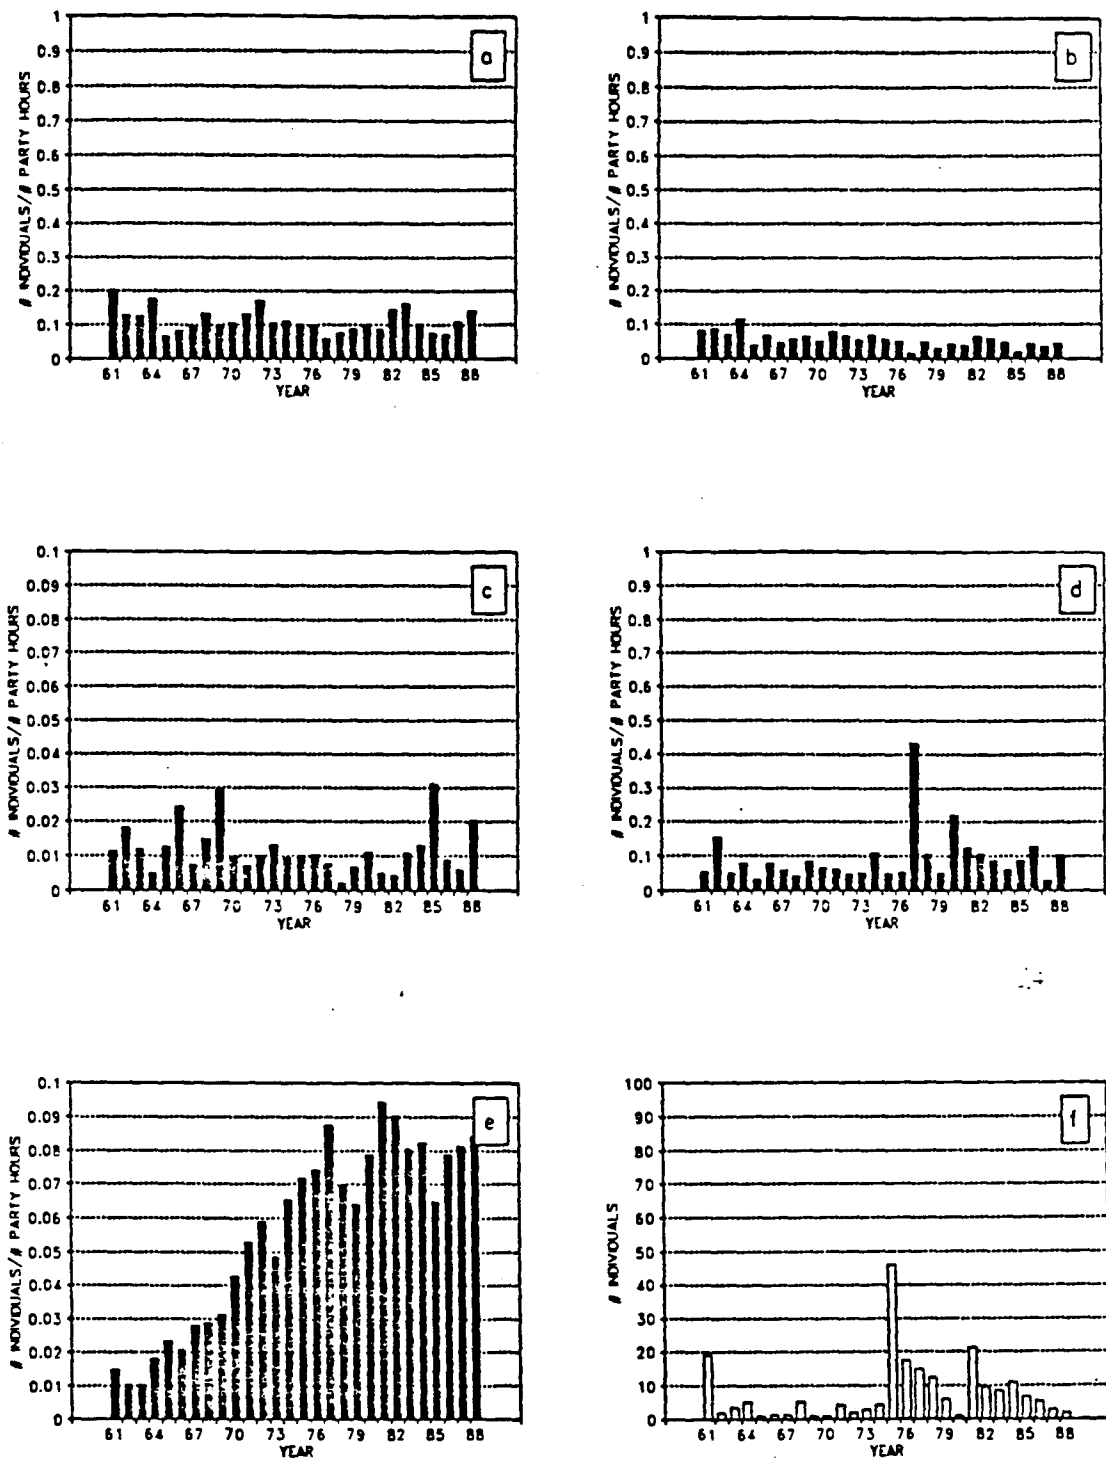 a
# INDIVIDUALS/# PARTY HOURS
1
0.9
0.8
0.7
0.6
0.5
0.4
0.3
0.2
0.1
0
61 64 67 70 73 76 79 82 85 88
YEAR
b
# INDIVIDUALS/# PARTY HOURS
1
0.9
0.8
0.7
0.6
0.5
0.4
0.3
0.2
0.1
0
61 64 67 70 73 76 79 82 85 88
YEAR
c
# INDIVIDUALS/# PARTY HOURS
0.1
0.09
0.08
0.07
0.06
0.05
0.04
0.03
0.02
0.01
0
61 64 67 70 73 76 79 82 85 88
YEAR
d
# INDIVIDUALS/# PARTY HOURS
1
0.9
0.8
0.7
0.6
0.5
0.4
0.3
0.2
0.1
0
61 64 67 70 73 76 79 82 85 88
YEAR
e
# INDIVIDUALS/# PARTY HOURS
0.1
0.09
0.08
0.07
0.06
0.05
0.04
0.03
0.02
0.01
0
61 64 67 70 73 76 79 82 85 88
YEAR
f
# INDIVIDUALS
100
90
80
70
60
50
40
30
20
10
0
61 64 67 70 73 76 79 82 85 88
YEAR